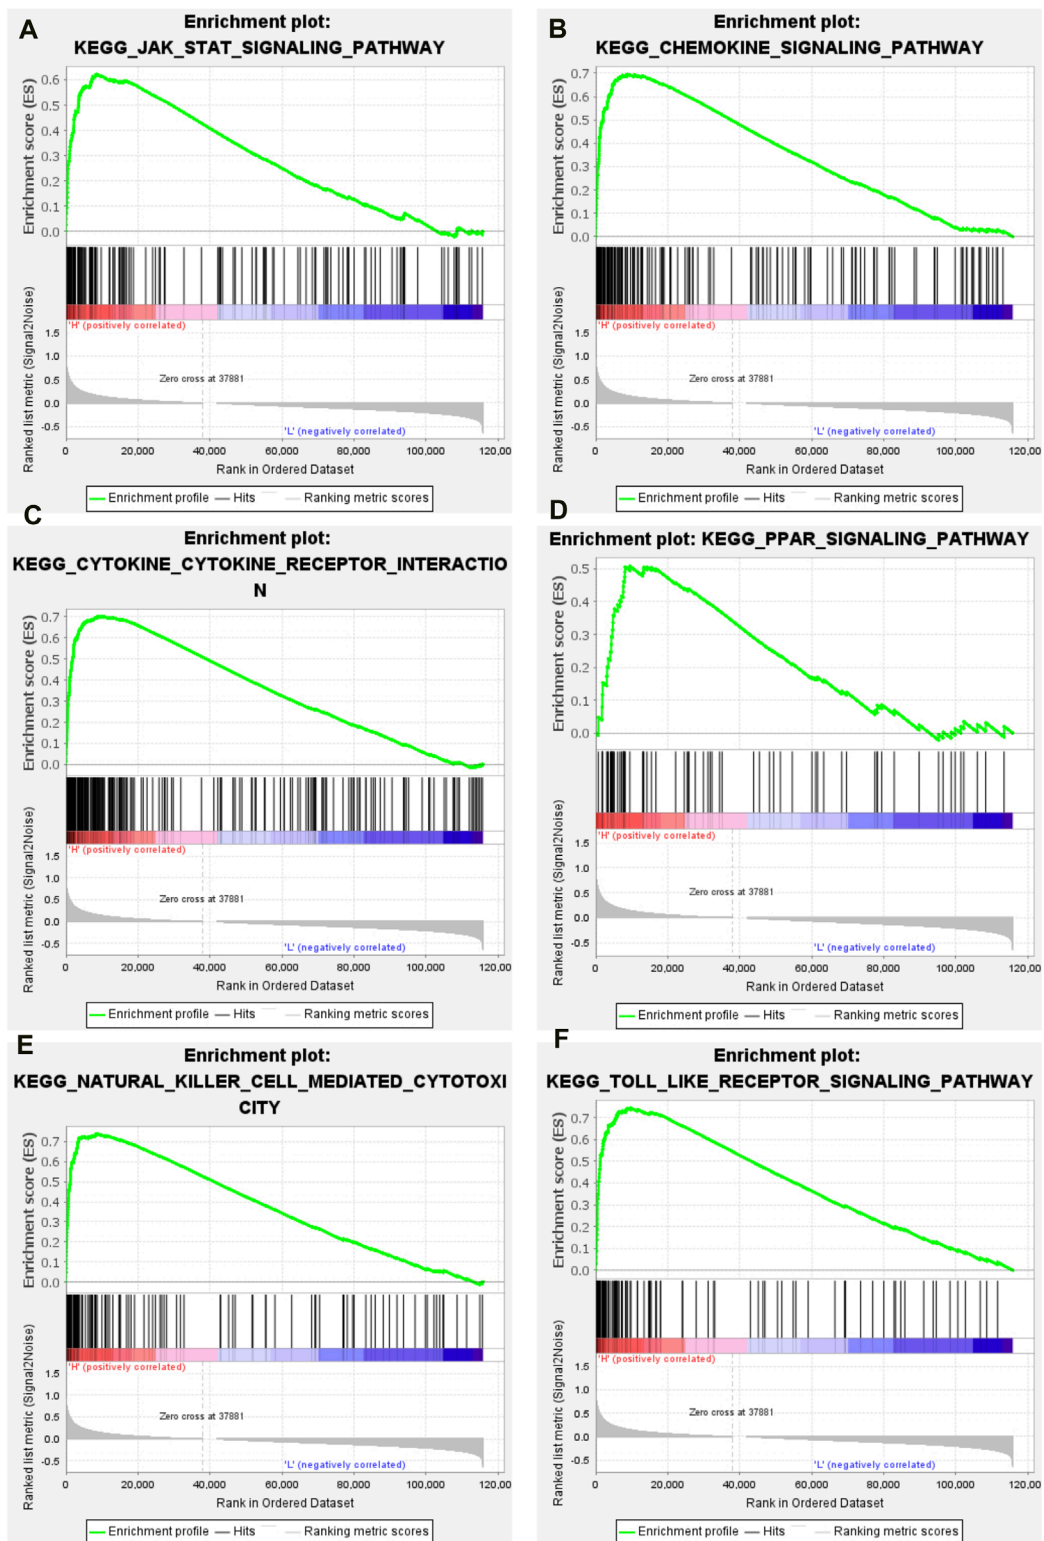 A
Enrichment plot:
KEGG_JAK_STAT_SIGNALING_PATHWAY
Enrichment score (ES)
0.6
0.5
0.4
0.3
0.2
0.1
0.0
'H' (positively correlated)
Ranked list metric (Signal2Noise)
1.5
1.0
0.5
0.0
-0.5
Zero cross at 37881
'L' (negatively correlated)
0 20,000 40,000 60,000 80,000 100,000 120,00
Rank in Ordered Dataset
Enrichment profile Hits Ranking metric scores
B
Enrichment plot:
KEGG_CHEMOKINE_SIGNALING_PATHWAY
Enrichment score (ES)
0.7
0.6
0.5
0.4
0.3
0.2
0.1
0.0
'H' (positively correlated)
Ranked list metric (Signal2Noise)
1.5
1.0
0.5
0.0
-0.5
Zero cross at 37881
'L' (negatively correlated)
0 20,000 40,000 60,000 80,000 100,000 120,00
Rank in Ordered Dataset
Enrichment profile Hits Ranking metric scores
C
Enrichment plot:
KEGG_CYTOKINE_CYTOKINE_RECEPTOR_INTERACTIO
N
Enrichment score (ES)
0.7
0.6
0.5
0.4
0.3
0.2
0.1
0.0
'H' (positively correlated)
Ranked list metric (Signal2Noise)
1.5
1.0
0.5
0.0
-0.5
Zero cross at 37881
'L' (negatively correlated)
0 20,000 40,000 60,000 80,000 100,000 120,00
Rank in Ordered Dataset
Enrichment profile Hits Ranking metric scores
D
Enrichment plot: KEGG_PPAR_SIGNALING_PATHWAY
Enrichment score (ES)
0.5
0.4
0.3
0.2
0.1
0.0
'H' (positively correlated)
Ranked list metric (Signal2Noise)
1.5
1.0
0.5
0.0
-0.5
Zero cross at 37881
'L' (negatively correlated)
0 20,000 40,000 60,000 80,000 100,000 120,00
Rank in Ordered Dataset
Enrichment profile Hits Ranking metric scores
E
Enrichment plot:
KEGG_NATURAL_KILLER_CELL_MEDIATED_CYTOTOXI
CITY
Enrichment score (ES)
0.7
0.6
0.5
0.4
0.3
0.2
0.1
0.0
'H' (positively correlated)
Ranked list metric (Signal2Noise)
1.5
1.0
0.5
0.0
-0.5
Zero cross at 37881
'L' (negatively correlated)
0 20,000 40,000 60,000 80,000 100,000 120,00
Rank in Ordered Dataset
Enrichment profile Hits Ranking metric scores
F
Enrichment plot:
KEGG_TOLL_LIKE_RECEPTOR_SIGNALING_PATHWAY
Enrichment score (ES)
0.7
0.6
0.5
0.4
0.3
0.2
0.1
0.0
'H' (positively correlated)
Ranked list metric (Signal2Noise)
1.5
1.0
0.5
0.0
-0.5
Zero cross at 37881
'L' (negatively correlated)
0 20,000 40,000 60,000 80,000 100,000 120,00
Rank in Ordered Dataset
Enrichment profile Hits Ranking metric scores